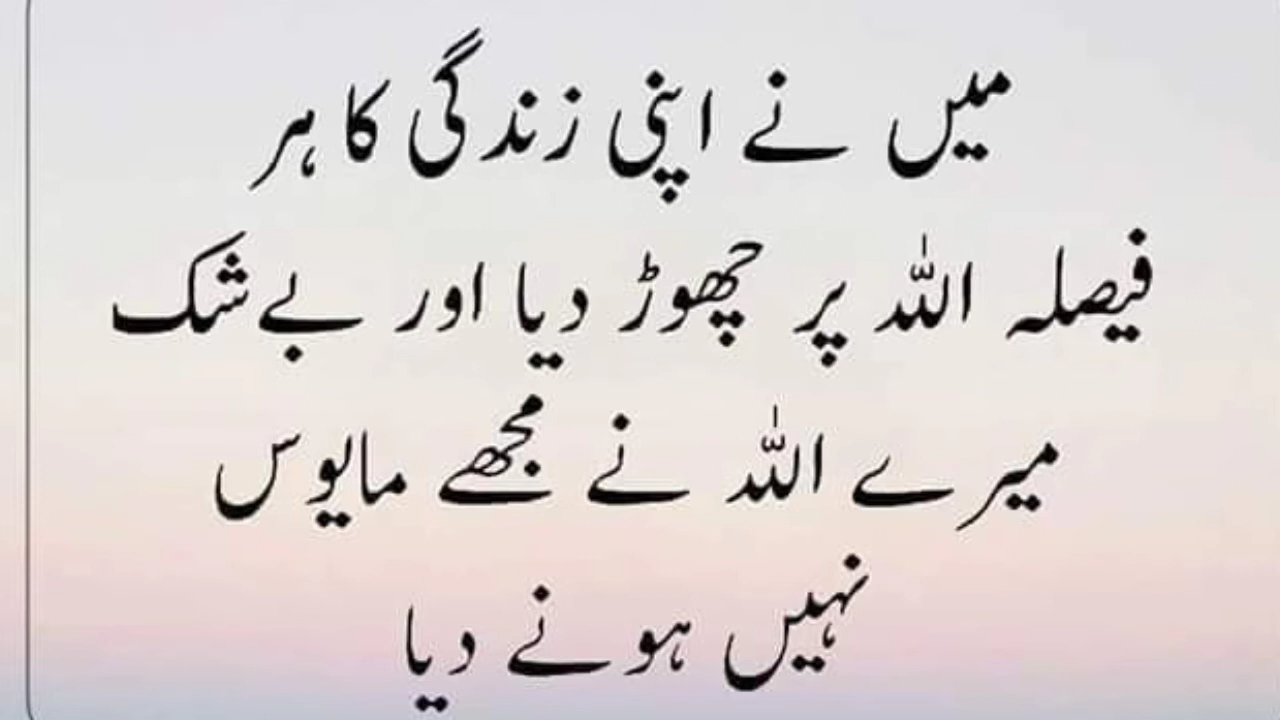 میں نے اپنی زندگی کا ہر
فیصلہ اللہ پر چھوڑ دیا اور بے شک
میرے اللہ نے مجھے مایوس
نہیں ہونے دیا